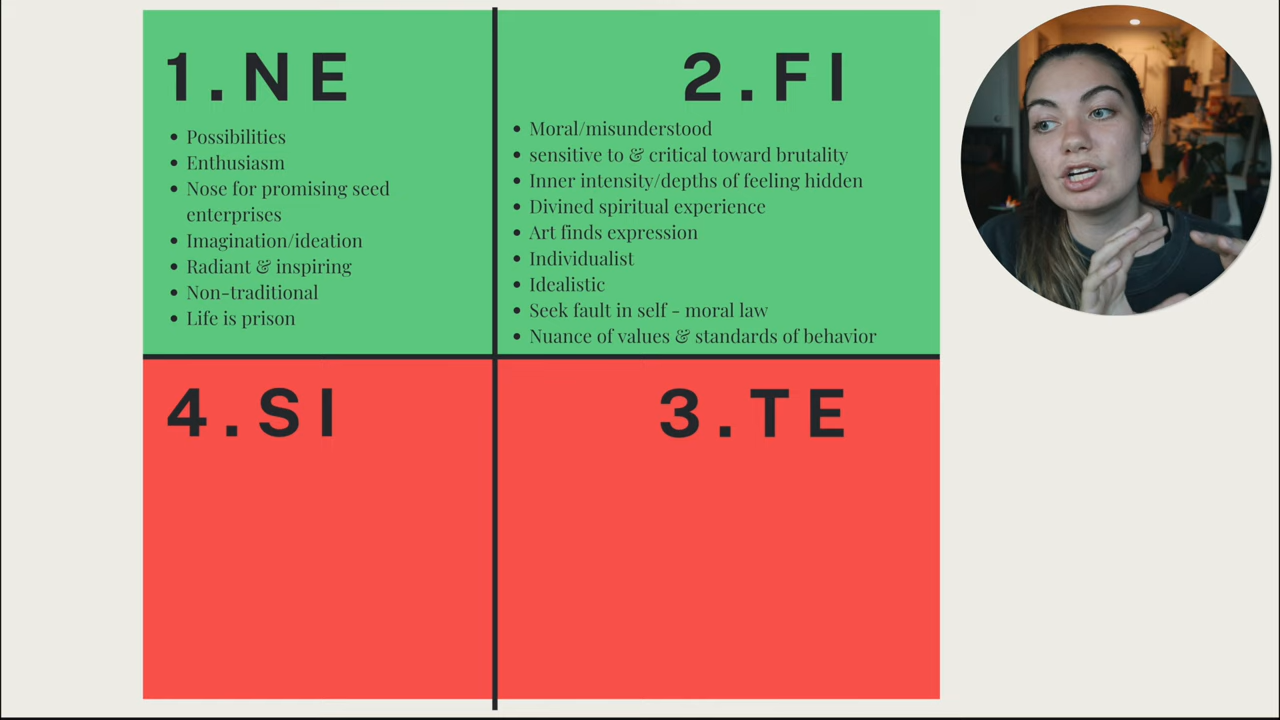 1.NE
• Possibilities
• Enthusiasm
• Nose for promising seed
enterprises
• Imagination/ideation
• Radiant & inspiring
• Non-traditional
• Life is prison
2.FI
• Moral/misunderstood
• sensitive to & critical toward brutality
• Inner intensity/depths of feeling hidden
• Divined spiritual experience
• Art finds expression
• Individualist
• Idealistic
• Seek fault in self - moral law
• Nuance of values & standards of behavior
4.SI
3.TE